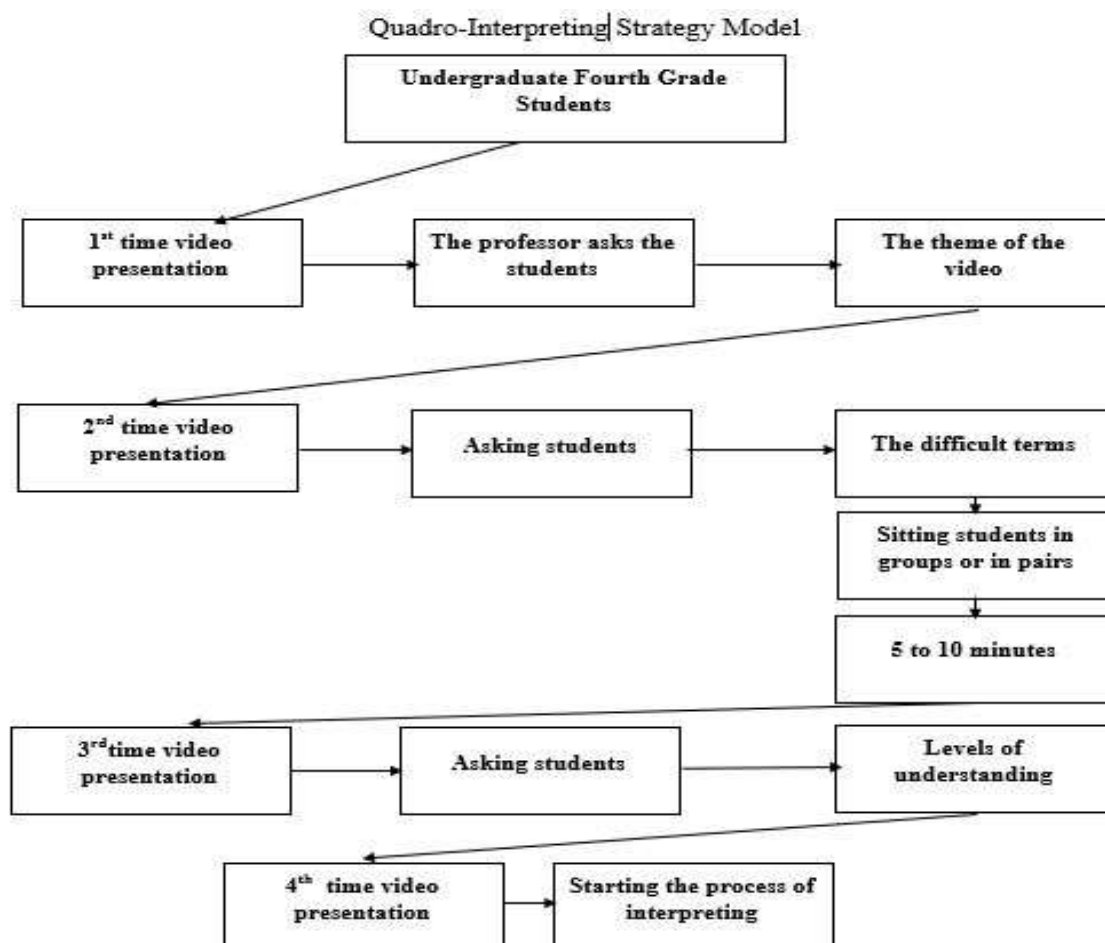 Quadro-Interpreting Strategy Model
Undergraduate Fourth Grade
Students
1st time video
presentation
The professor asks the
students
The theme of the
video
2nd time video
presentation
Asking students
The difficult terms
Sitting students in
groups or in pairs
5 to 10 minutes
3rd time video
presentation
Asking students
Levels of
understanding
4th time video
presentation
Starting the process of
interpreting